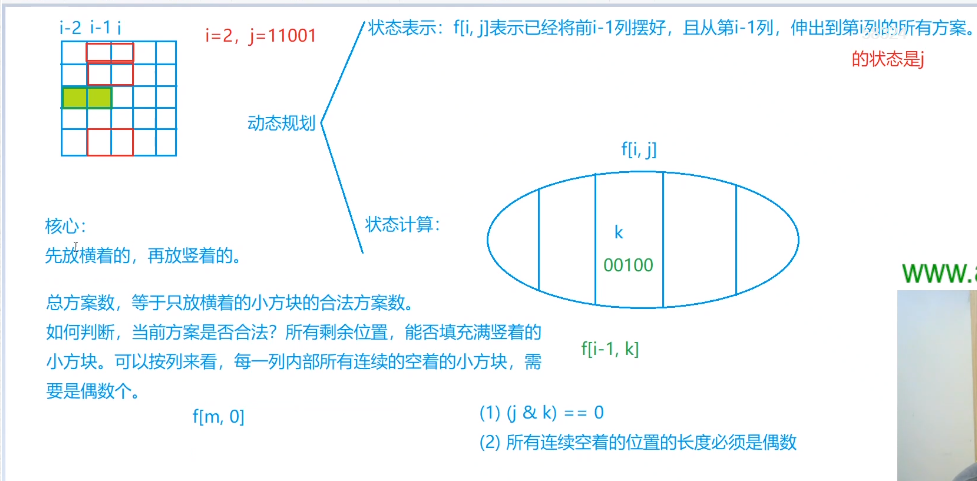 i-2 i-1 j
i=2，j=11001
状态表示：f[i, j]表示已经将前i-1列摆好，且从第i-1列，伸出到第i列的所有方案。
的状态是j
动态规划
f[i, j]
核心：
先放横着的，再放竖着的。
状态计算：
k
00100
www.a
总方案数，等于只放横着的小方块的合法方案数。
如何判断，当前方案是否合法？所有剩余位置，能否填充满竖着的
小方块。可以按列来看，每一列内部所有连续的空着的小方块，需
要是偶数个。
f[i-1, k]
f[m, 0]
(1) (j & k) == 0
(2) 所有连续空着的位置的长度必须是偶数